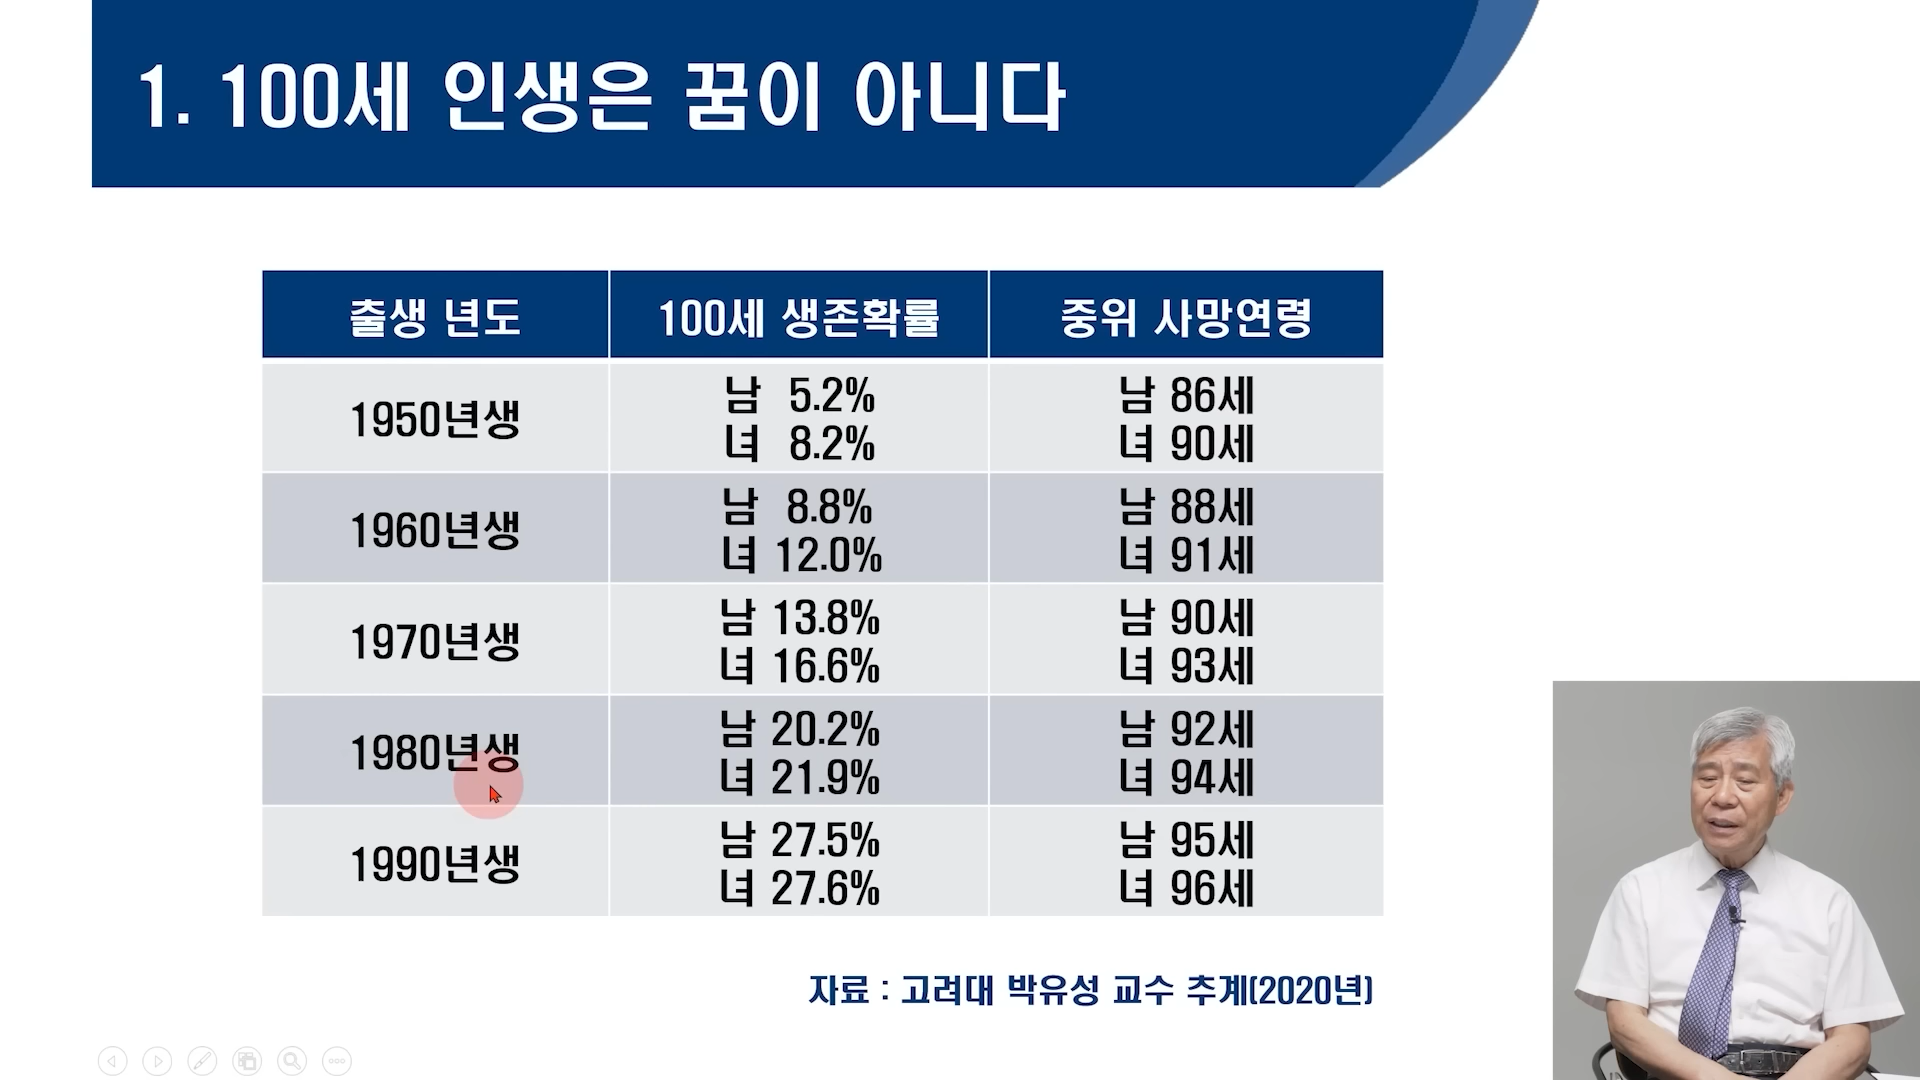 1. 100세 인생은 꿈이 아니다
출생 년도 100세 생존확률 중위 사망연령
1950년생
남 5.2%
녀 8.2%
남 86세
녀 90세
1960년생
남 8.8%
녀 12.0%
남 88세
녀 91세
1970년생
남 13.8%
녀 16.6%
남 90세
녀 93세
1980년생
남 20.2%
녀 21.9%
남 92세
녀 94세
1990년생
남 27.5%
녀 27.6%
남 95세
녀 96세
자료 : 고려대 박유성 교수 추계(2020년)